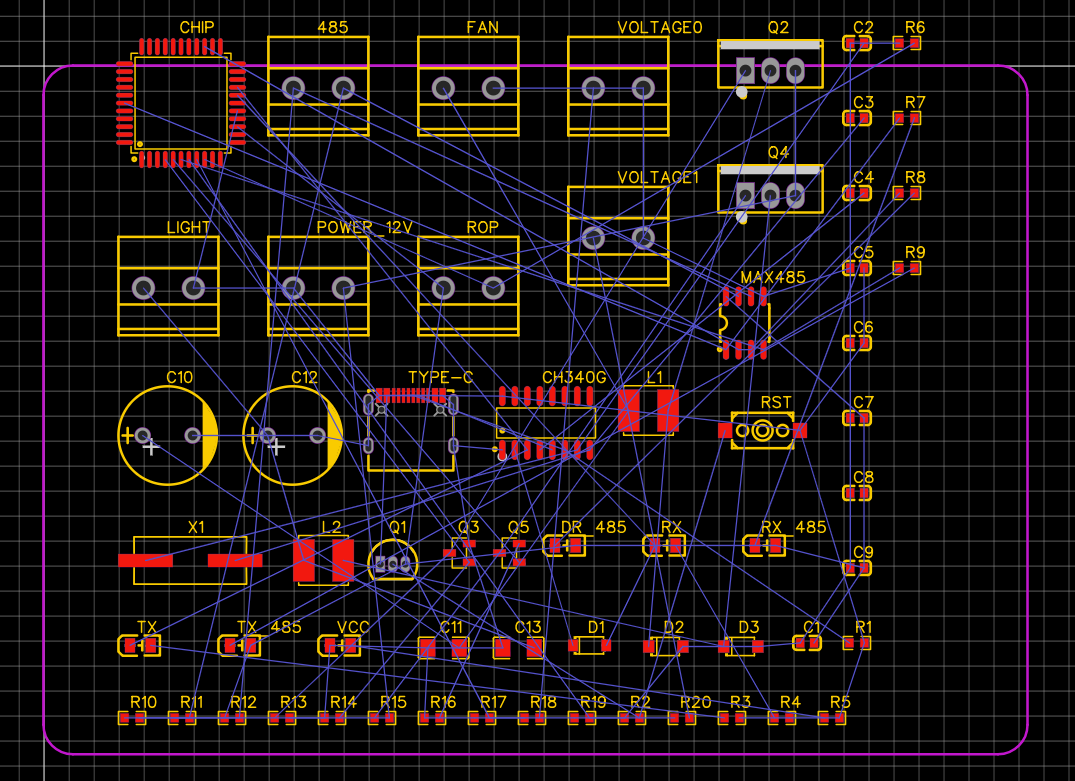 CHIP 485 FAN VOLTAGE0 Q2 C2 R6
C3 R7
Q4
VOLTAGE1 C4 R8
LIGHT POWER_12V ROP
C5 R9
MAX485
C6
C10 C12 TYPE-C CH340G L1
RST C7
C8
X1 L2 Q1 Q3 Q5 DR_485 RX RX_485
C9
TX TX_485 VCC C11 C13 D1 D2 D3 C1 R1
R10 R11 R12 R13 R14 R15 R16 R17 R18 R19 R2 R20 R3 R4 R5